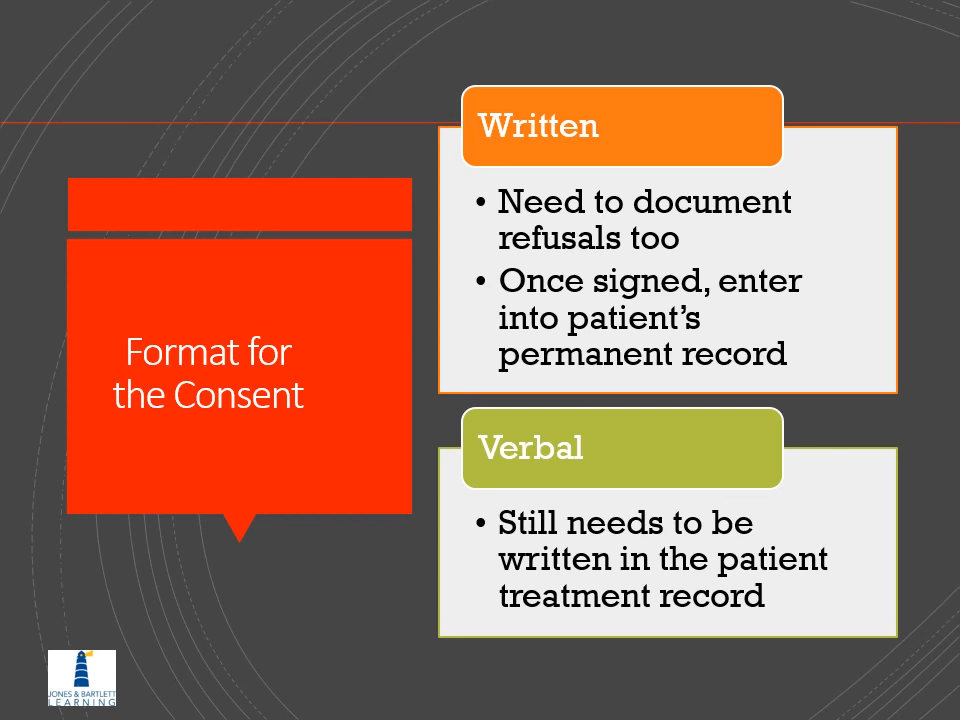 Format for
the Consent
Written
• Need to document
refusals too
• Once signed, enter
into patient’s
permanent record
Verbal
• Still needs to be
written in the patient
treatment record
JONES & BARTLETT
LEARNING